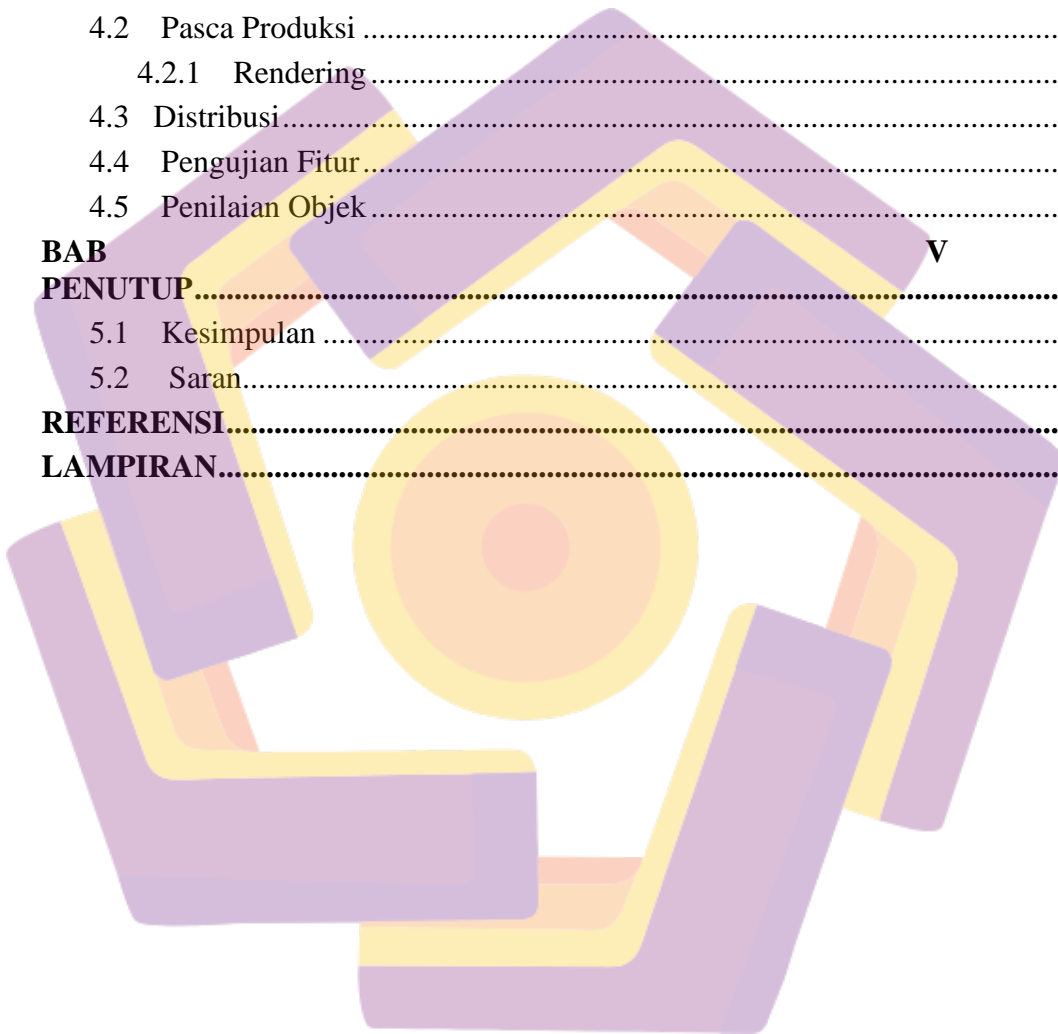 4.2 Pasca Produksi ........................................................................
4.2.1 Rendering ........................................................................
4.3 Distribusi ........................................................................
4.4 Pengujian Fitur ........................................................................
4.5 Penilaian Objek ........................................................................
BAB V
PENUTUP ........................................................................
5.1 Kesimpulan ........................................................................
5.2 Saran ........................................................................
REFERENSI ........................................................................
LAMPIRAN ........................................................................